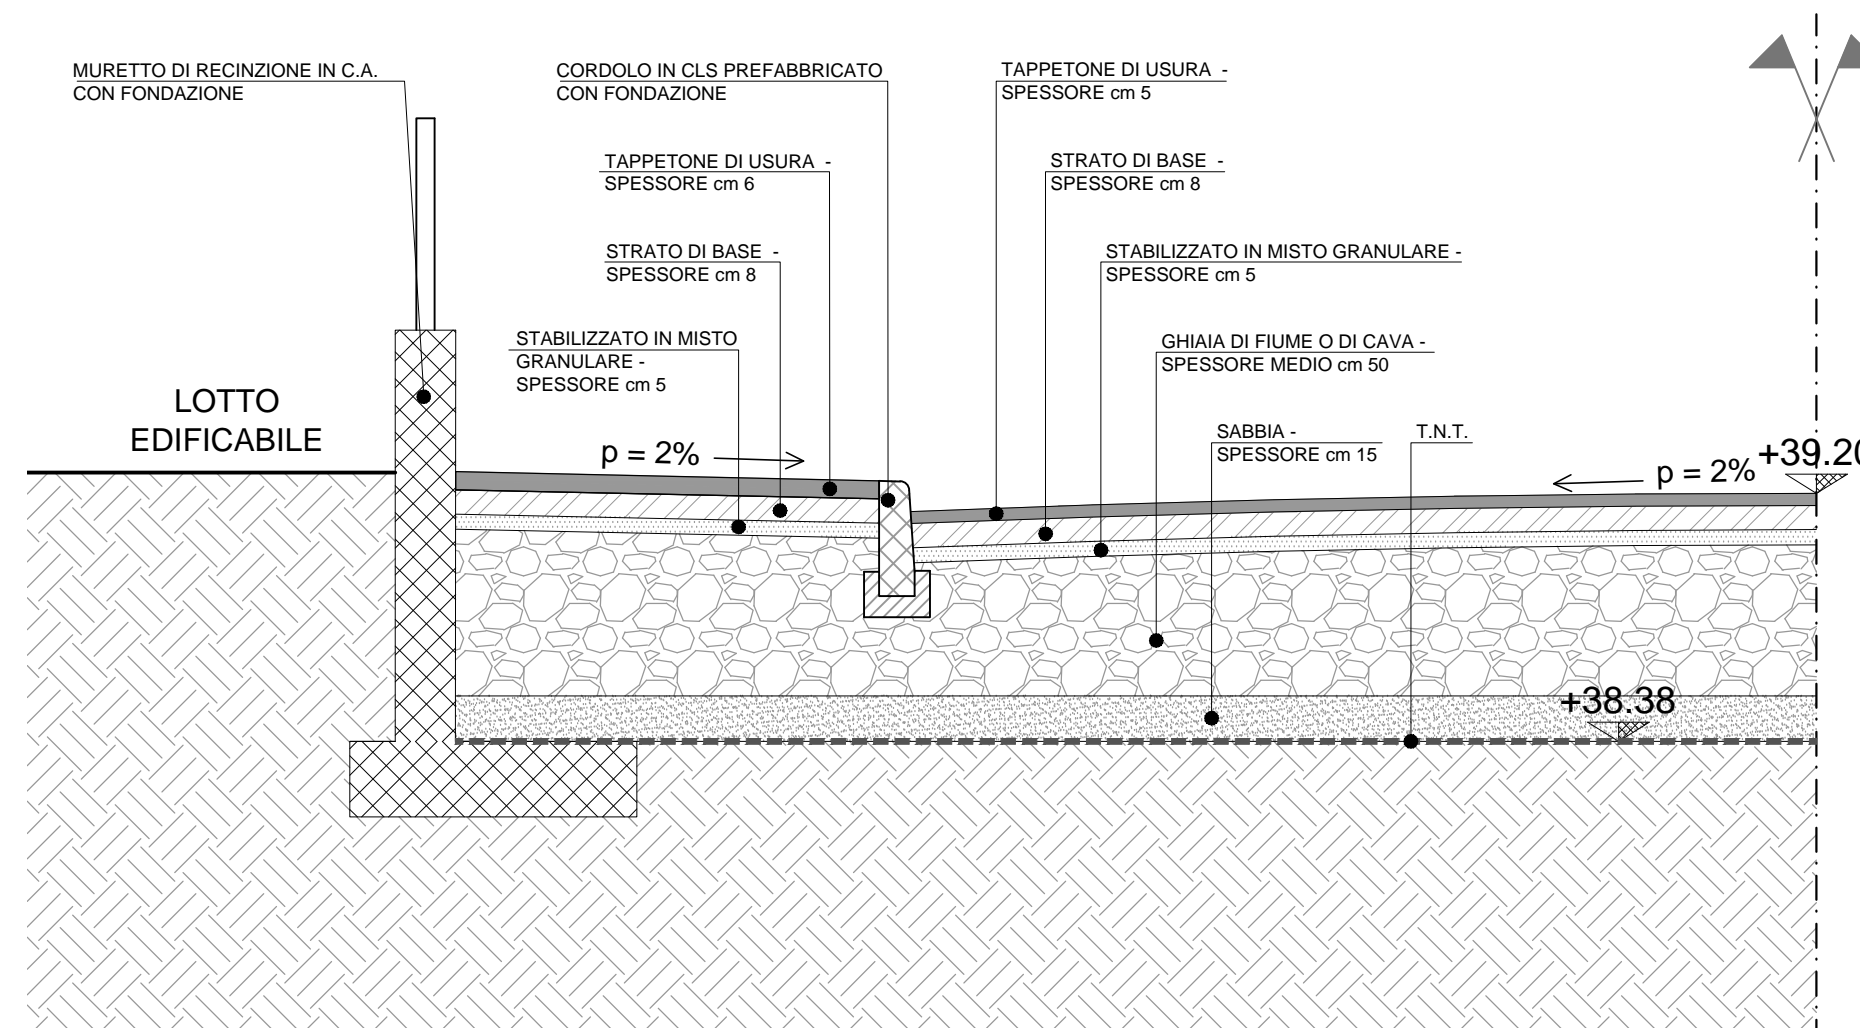 MURETTO DI RECINZIONE IN C.A.
CON FONDAZIONE
CORDOLO IN CLS PREFABBRICATO
CON FONDAZIONE
TAPPETONE DI USURA -
SPESSORE cm 5
TAPPETONE DI USURA -
SPESSORE cm 6
STRATO DI BASE -
SPESSORE cm 8
STRATO DI BASE -
SPESSORE cm 8
STABILIZZATO IN MISTO GRANULARE -
SPESSORE cm 5
STABILIZZATO IN MISTO
GRANULARE -
SPESSORE cm 5
GHIAIA DI FIUME O DI CAVA -
SPESSORE MEDIO cm 50
LOTTO
EDIFICABILE
SABBIA -
SPESSORE cm 15
T.N.T.
p = 2%
p = 2%
+39.20
+38.38